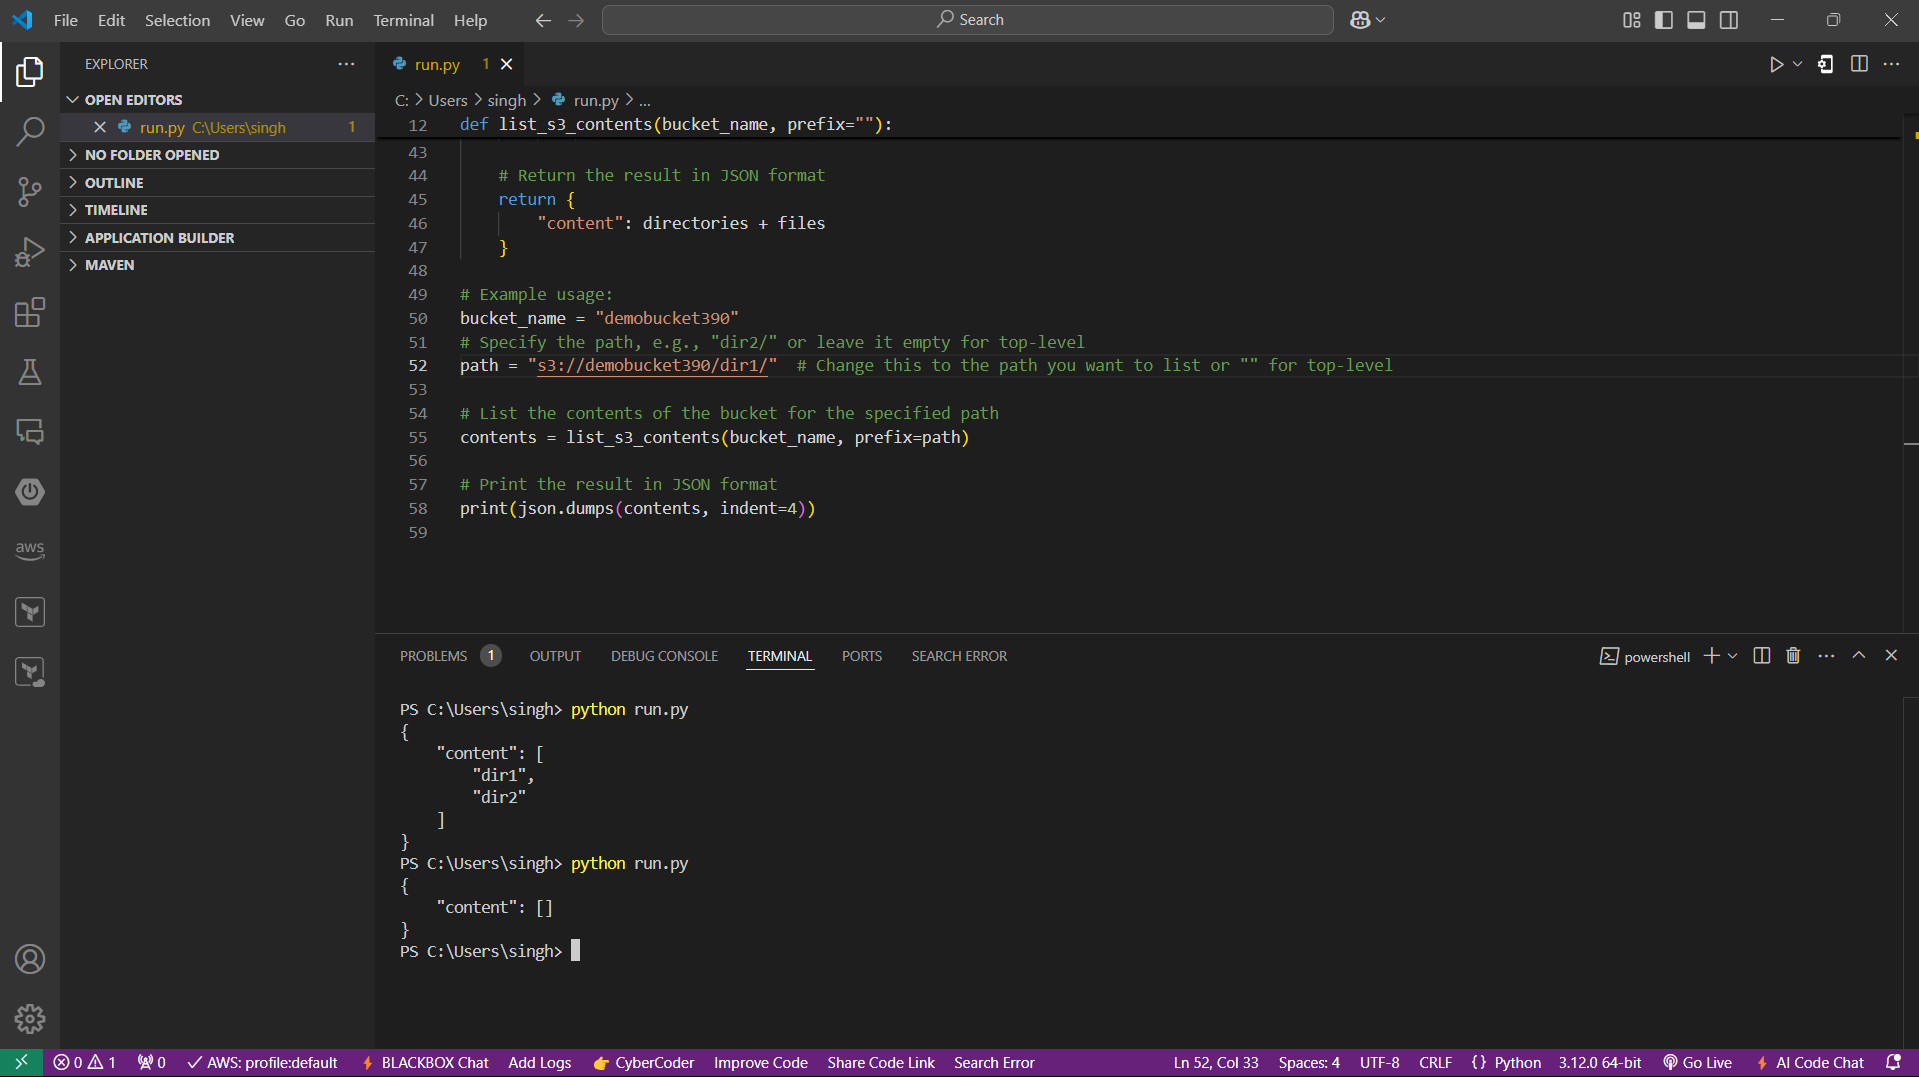 File Edit Selection View Go Run Terminal Help
Search
EXPLORER
OPEN EDITORS
run.py C:\Users\singh 1
NO FOLDER OPENED
OUTLINE
TIMELINE
APPLICATION BUILDER
MAVEN
aws
run.py 1
C: > Users > singh > run.py > ...
12 def list_s3_contents(bucket_name, prefix=""):
43
44 # Return the result in JSON format
45 return {
46 "content": directories + files
47 }
48
49 # Example usage:
50 bucket_name = "demobucket390"
51 # Specify the path, e.g., "dir2/" or leave it empty for top-level
52 path = "s3://demobucket390/dir1/"  # Change this to the path you want to list or "" for top-level
53
54 # List the contents of the bucket for the specified path
55 contents = list_s3_contents(bucket_name, prefix=path)
56
57 # Print the result in JSON format
58 print(json.dumps(contents, indent=4))
59
PROBLEMS 1 OUTPUT DEBUG CONSOLE TERMINAL PORTS SEARCH ERROR
powershell
PS C:\Users\singh> python run.py
{
    "content": [
        "dir1",
        "dir2"
    ]
}
PS C:\Users\singh> python run.py
{
    "content": []
}
PS C:\Users\singh>
0 1 0 AWS: profile:default BLACKBOX Chat Add Logs CyberCoder Improve Code Share Code Link Search Error Ln 52, Col 33 Spaces: 4 UTF-8 CRLF {} Python 3.12.0 64-bit Go Live AI Code Chat